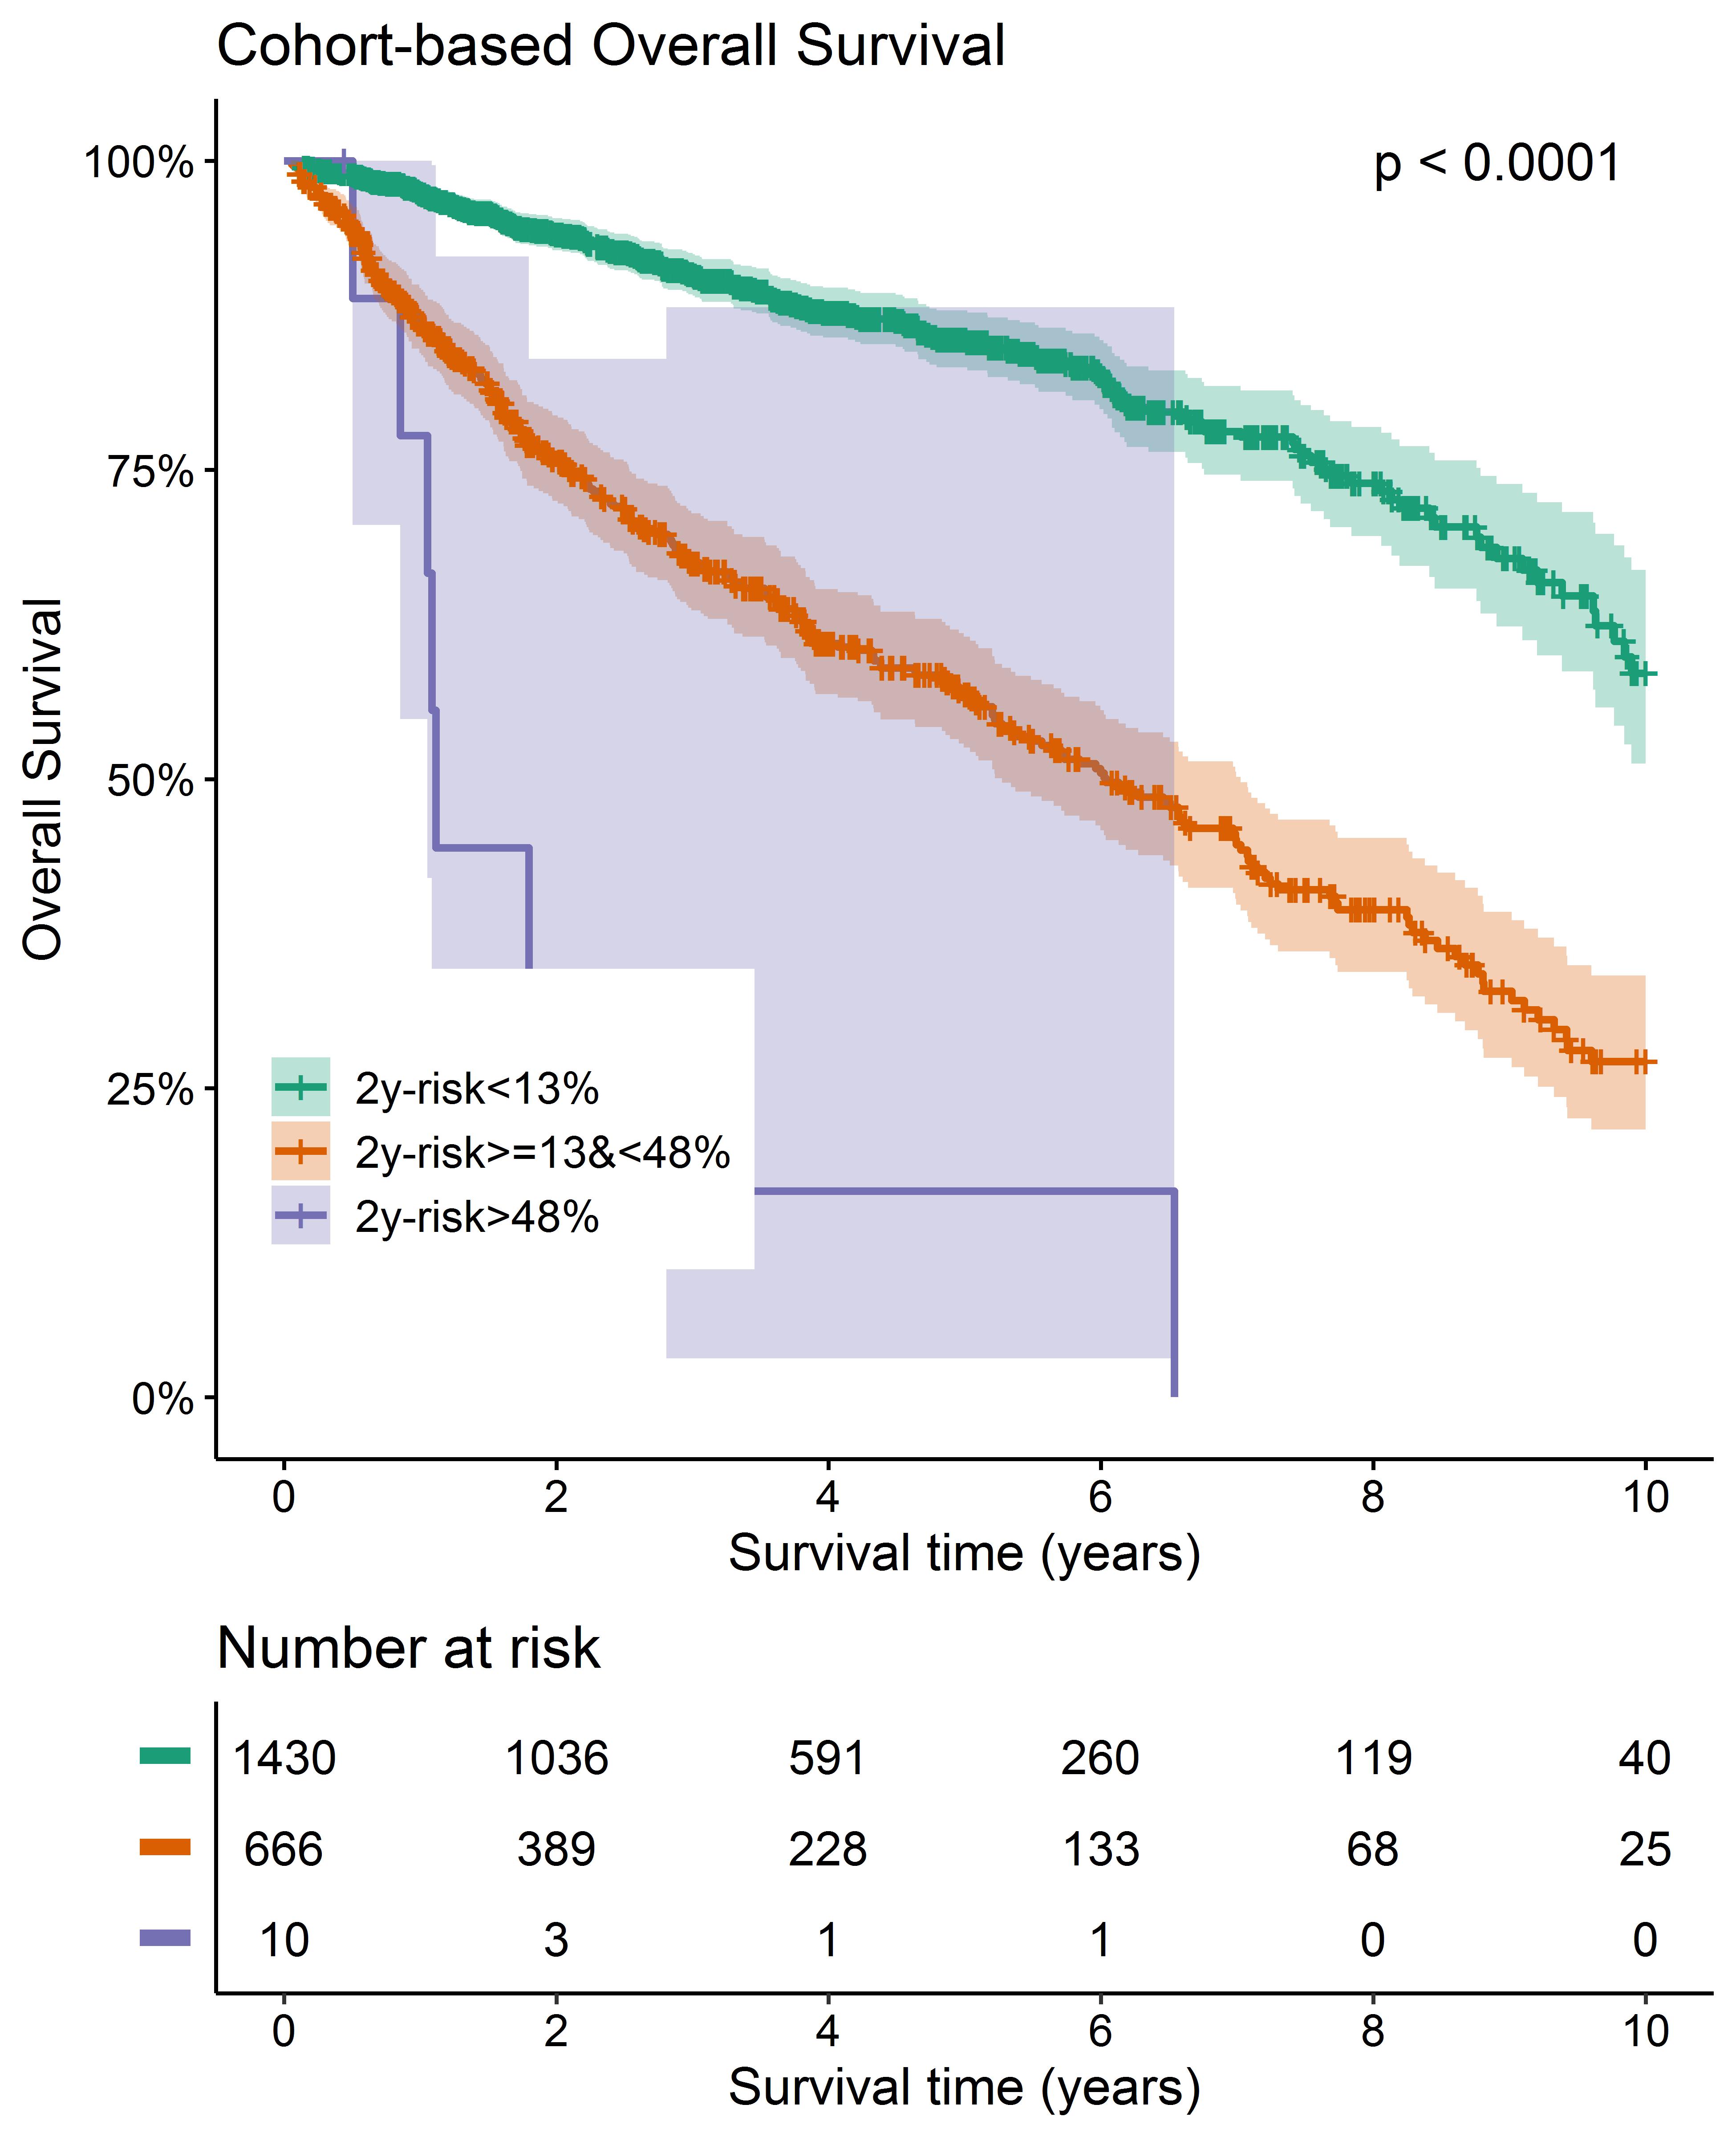 Cohort-based Overall Survival
100%
p < 0.0001
75%
50%
25%
0%
Overall Survival
2y-risk<13%
2y-risk>=13&<48%
2y-risk>48%
0 2 4 6 8 10
Survival time (years)
Number at risk
1430 1036 591 260 119 40
666 389 228 133 68 25
10 3 1 1 0 0
0 2 4 6 8 10
Survival time (years)